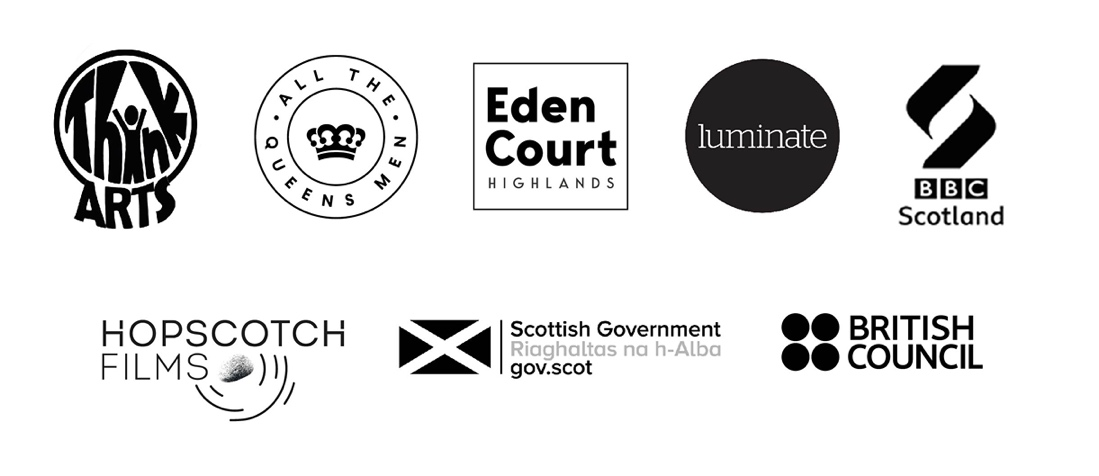 Think
ARTS
ALL THE
QUEENS MEN
Eden
Court
HIGHLANDS
luminate
BBC
Scotland
HOPSCOTCH
FILMS
Scottish Government
Riaghaltas na h-Alba
gov.scot
BRITISH
COUNCIL